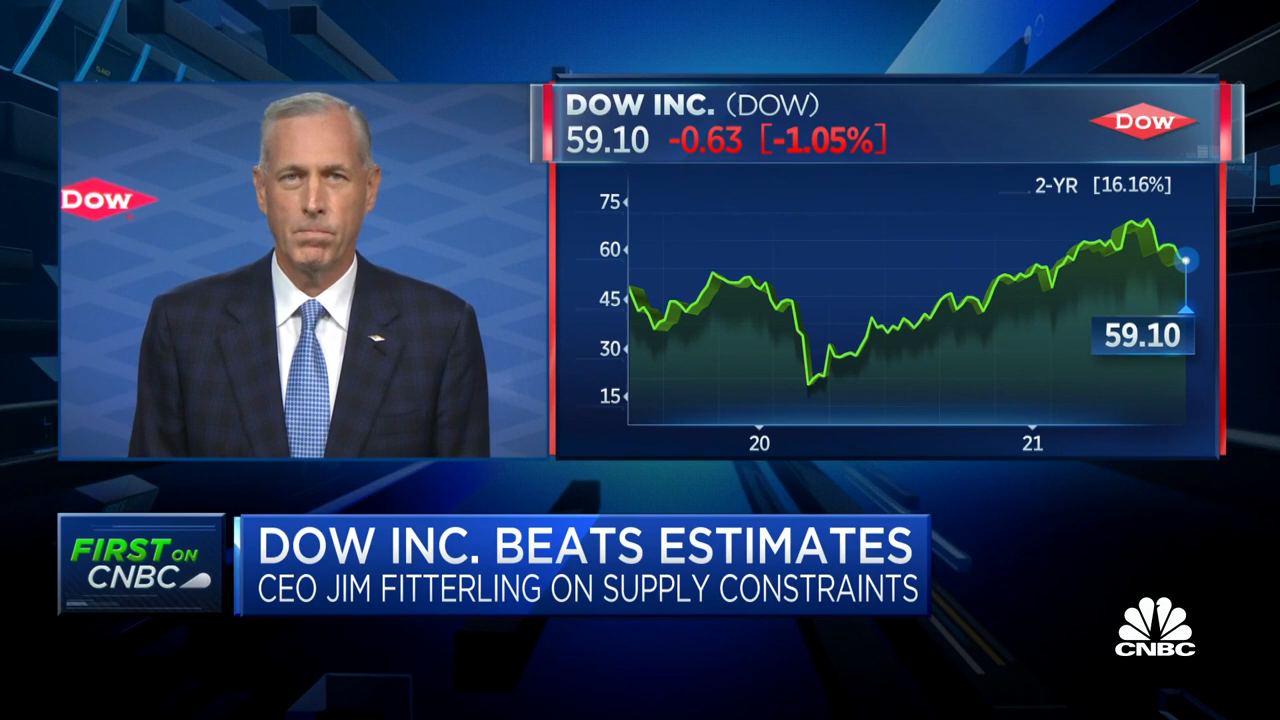 DOW
DOW INC. (DOW)
59.10 -0.63 [-1.05%]
Dow
2-YR [16.16%]
75
60
45
30
15
59.10
20 21
FIRST ON
CNBC
DOW INC. BEATS ESTIMATES
CEO JIM FITTERLING ON SUPPLY CONSTRAINTS
CNBC